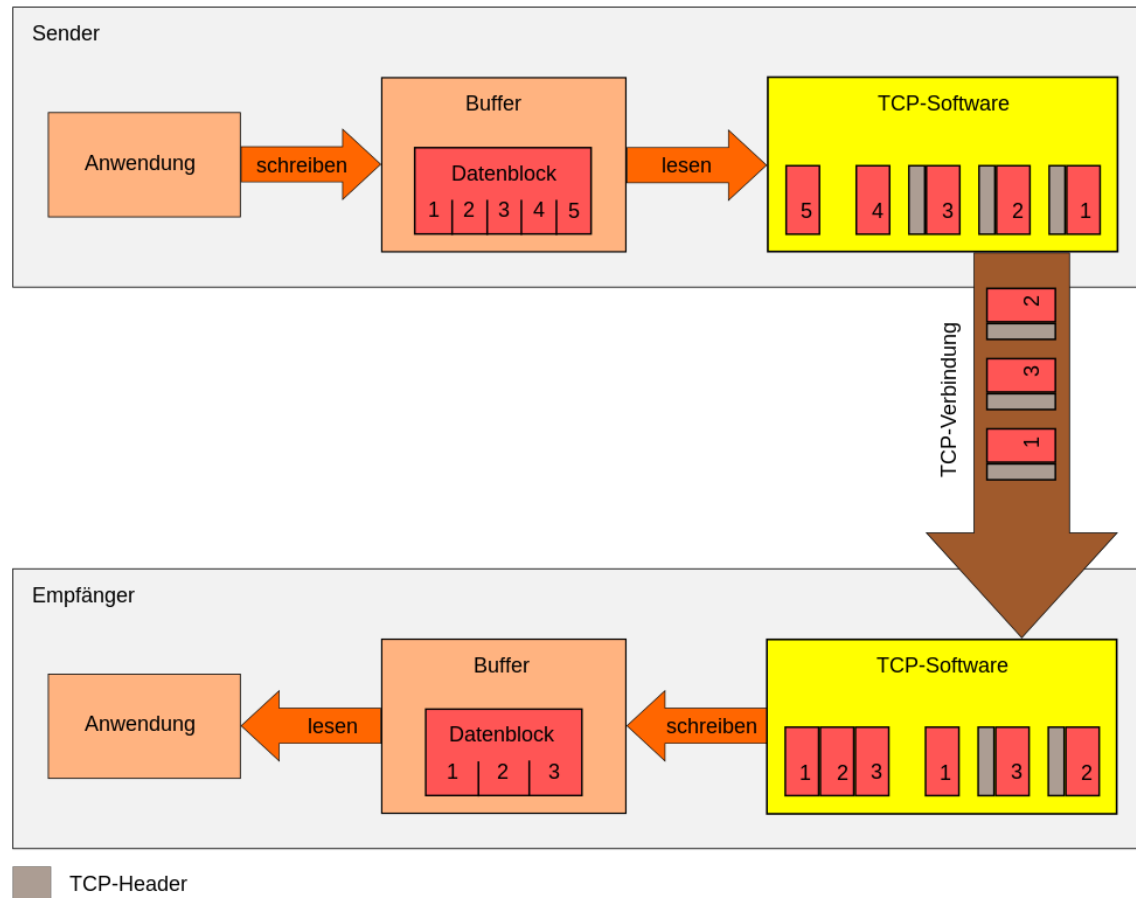 Sender
Anwendung
schreiben
Buffer
Datenblock
1 2 3 4 5
lesen
TCP-Software
5 4 3 2 1
TCP-Verbindung
2
3
1
Empfänger
Anwendung
lesen
Buffer
Datenblock
1 2 3
schreiben
TCP-Software
1 2 3 1 3 2
TCP-Header